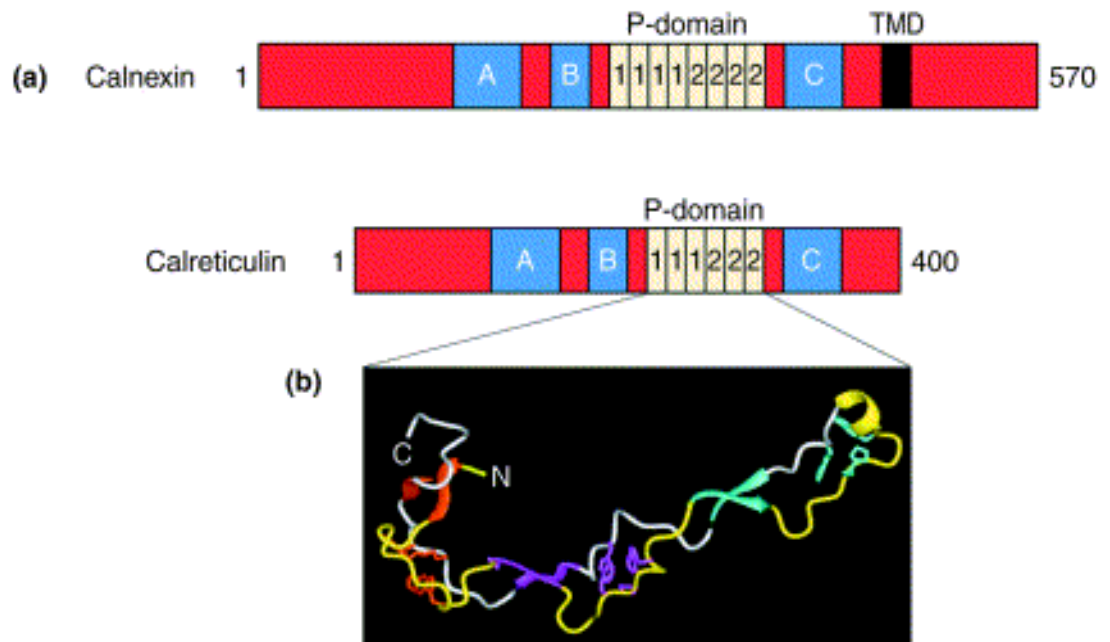 P-domain TMD
(a) Calnexin 1 A B 1 1 1 1 2 2 2 2 C 570
P-domain
Calreticulin 1 A B 1 1 1 2 2 2 C 400
(b)
C
N